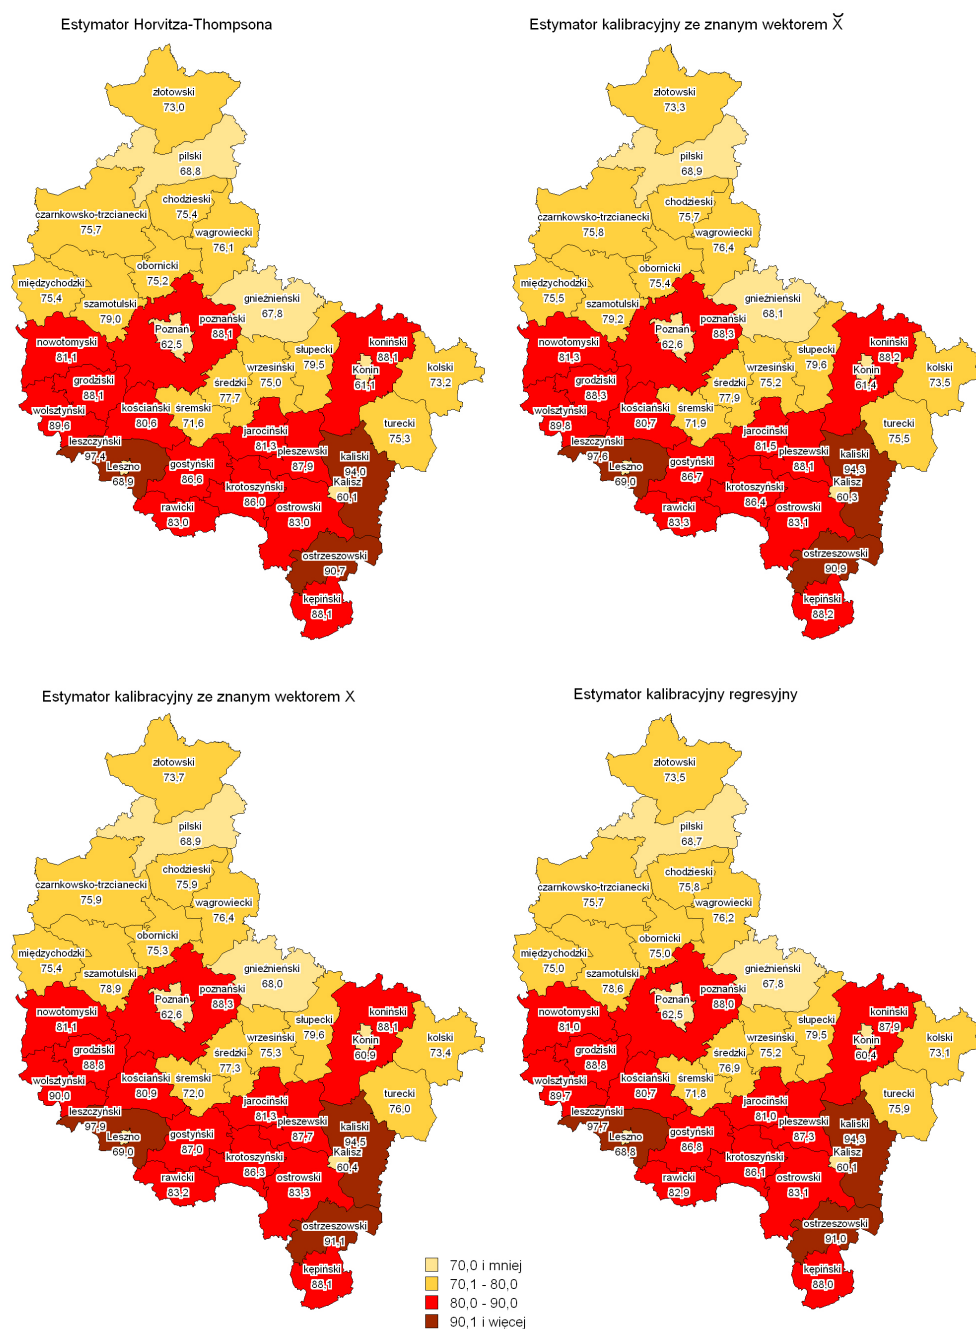 Estymator Horvitza-Thompsona
złotowski
73,0
pilski
68,8
chodzieski
75,4
czarnkowsko-trzcianecki
75,7
wągrowiecki
76,1
obornicki
75,2
międzychodzki
75,4
szamotulski
79,0
gnieźnieński
67,8
Poznań
62,5
poznański
88,1
nowotomyski
81,1
słupecki
79,5
koniński
88,1
Konin
61,1
kolski
73,2
wrzesiński
75,0
grodziski
88,1
średzki
77,7
wolsztyński
89,6
kościański
80,6
śremski
71,6
turecki
75,3
jarociński
81,3
leszczyński
97,4
Leszno
68,9
gostyński
86,6
pleszewski
87,9
kaliski
94,0
Kalisz
60,1
krotoszyński
86,0
rawicki
83,0
ostrowski
83,0
ostrzeszowski
90,7
kępiński
88,1
Estymator kalibracyjny ze znanym wektorem X̆
złotowski
73,3
pilski
68,9
chodzieski
75,7
czarnkowsko-trzcianecki
75,8
wągrowiecki
76,4
obornicki
75,4
międzychodzki
75,5
szamotulski
79,2
gnieźnieński
68,1
Poznań
62,6
poznański
88,3
nowotomyski
81,3
słupecki
79,6
koniński
88,2
Konin
61,4
kolski
73,5
wrzesiński
75,2
grodziski
88,3
średzki
77,9
wolsztyński
89,8
kościański
80,7
śremski
71,9
turecki
75,5
jarociński
81,5
leszczyński
97,6
Leszno
69,0
gostyński
86,7
pleszewski
88,1
kaliski
94,3
Kalisz
60,3
krotoszyński
86,4
rawicki
83,3
ostrowski
83,1
ostrzeszowski
90,9
kępiński
88,2
Estymator kalibracyjny ze znanym wektorem X
złotowski
73,7
pilski
68,9
chodzieski
75,9
czarnkowsko-trzcianecki
75,9
wągrowiecki
76,4
obornicki
75,3
międzychodzki
75,4
szamotulski
78,9
gnieźnieński
68,0
Poznań
62,6
poznański
88,3
nowotomyski
81,1
słupecki
79,6
koniński
88,1
Konin
60,9
kolski
73,4
wrzesiński
75,3
grodziski
88,8
średzki
77,3
wolsztyński
90,0
kościański
80,9
śremski
72,0
turecki
76,0
jarociński
81,3
leszczyński
97,9
Leszno
69,0
gostyński
87,0
pleszewski
87,7
kaliski
94,5
Kalisz
60,4
krotoszyński
86,3
rawicki
83,2
ostrowski
83,3
ostrzeszowski
91,1
kępiński
88,1
Estymator kalibracyjny regresyjny
złotowski
73,5
pilski
68,7
chodzieski
75,8
czarnkowsko-trzcianecki
75,7
wągrowiecki
76,2
obornicki
75,0
międzychodzki
75,0
szamotulski
78,6
gnieźnieński
67,8
Poznań
62,5
poznański
88,0
nowotomyski
81,0
słupecki
79,5
koniński
87,9
Konin
60,4
kolski
73,1
wrzesiński
75,2
grodziski
88,8
średzki
76,9
wolsztyński
89,7
kościański
80,7
śremski
71,8
turecki
75,9
jarociński
81,0
leszczyński
97,7
Leszno
68,8
gostyński
86,8
pleszewski
87,3
kaliski
94,3
Kalisz
60,1
krotoszyński
86,1
rawicki
82,9
ostrowski
83,1
ostrzeszowski
91,0
kępiński
88,0
70,0 i mniej
70,1 - 80,0
80,0 - 90,0
90,1 i więcej